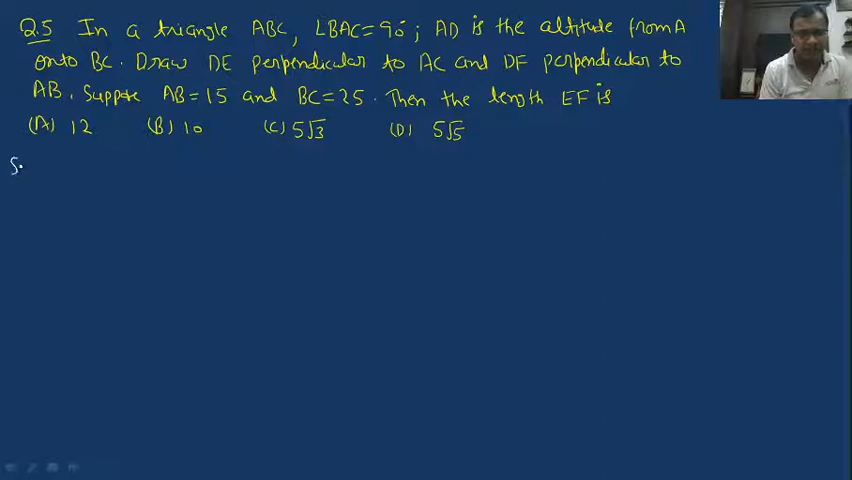 Q.5 In a triangle ABC, ∠BAC=90°; AD is the altitude from A
onto BC. Draw DE perpendicular to AC and DF perpendicular to
AB. Suppose AB=15 and BC=25. Then the length EF is
(A) 12 (B) 10 (C) 5√3 (D) 5√5
S.